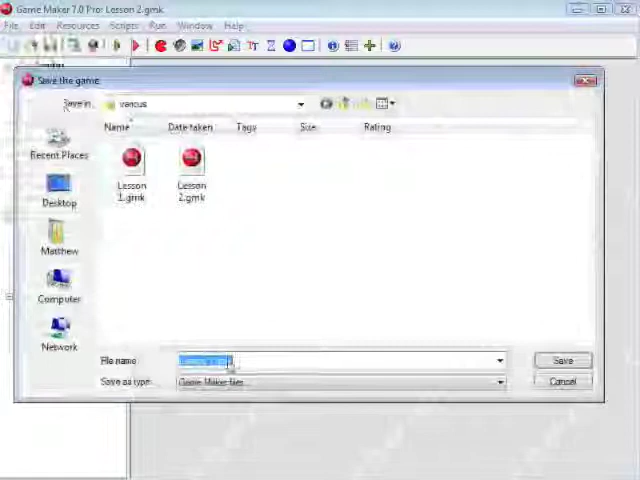 Game Maker 7.0 Pro: Lesson 2.gmk
File Edit Resources Scripts Run Window Help
Save the game
Save in: various
Name Date taken Tags Size Rating
Recent Places
Desktop
Matthew
Computer
Network
Lesson 1.gmk
Lesson 2.gmk
File name: Save
Save as type: Game Maker files Cancel